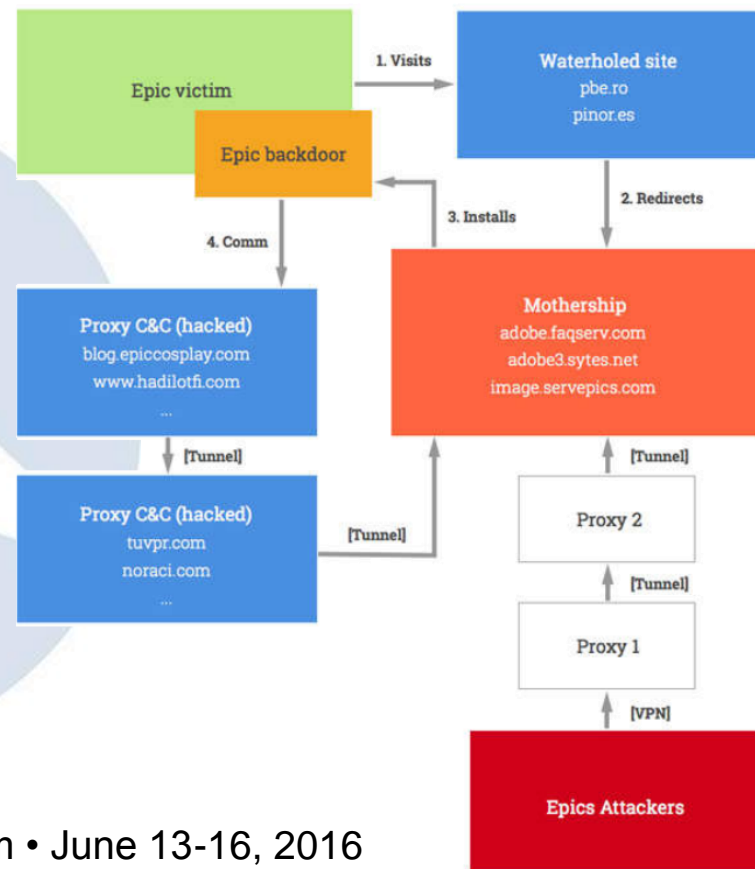 Epic victim
1. Visits
Waterholed site
pbe.ro
pinor.es
Epic backdoor
2. Redirects
3. Installs
4. Comm
Mothership
adobe.faqserv.com
adobe3.sytes.net
image.servepics.com
Proxy C&C (hacked)
blog.epiccosplay.com
www.hadilotfi.com
...
[Tunnel]
Proxy C&C (hacked)
tuvpr.com
noraci.com
...
[Tunnel]
[Tunnel]
Proxy 2
[Tunnel]
Proxy 1
[VPN]
Epics Attackers
• June 13-16, 2016